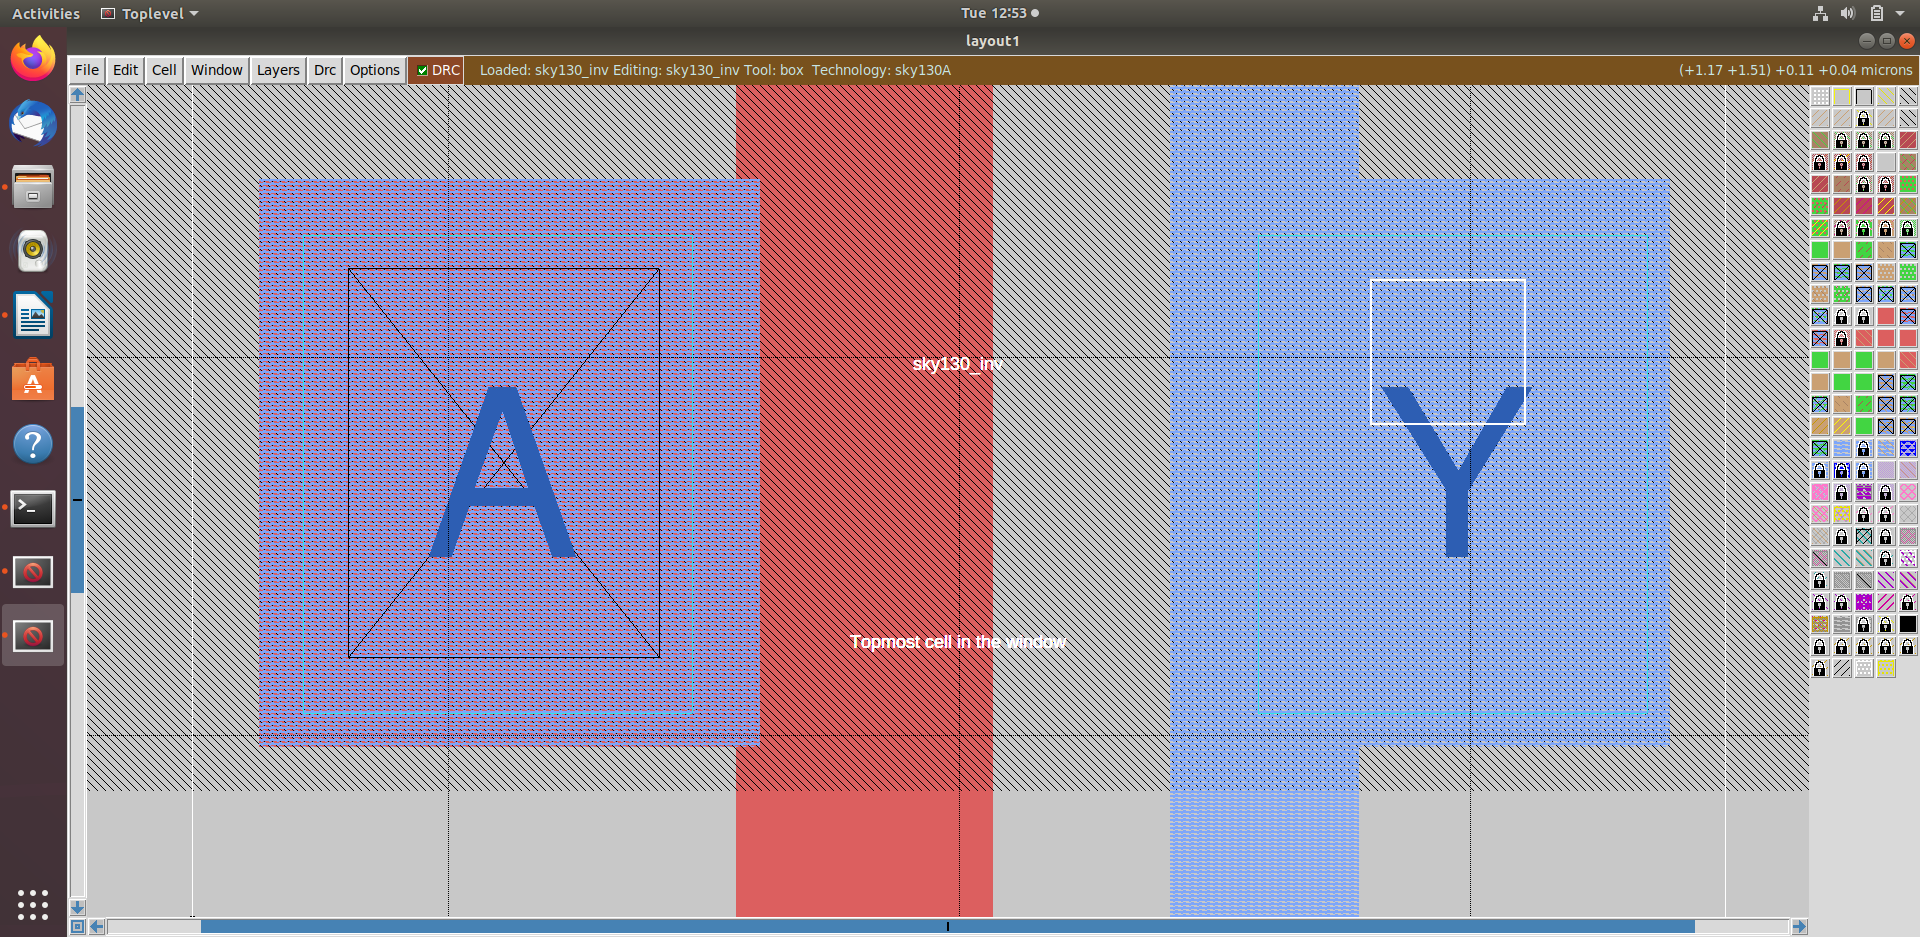 Activities Toplevel Tue 12:53
layout1
File Edit Cell Window Layers Drc Options DRC Loaded: sky130_inv Editing: sky130_inv Tool: box Technology: sky130A (+1.17 +1.51) +0.11 +0.04 microns
sky130_inv
A Y
Topmost cell in the window